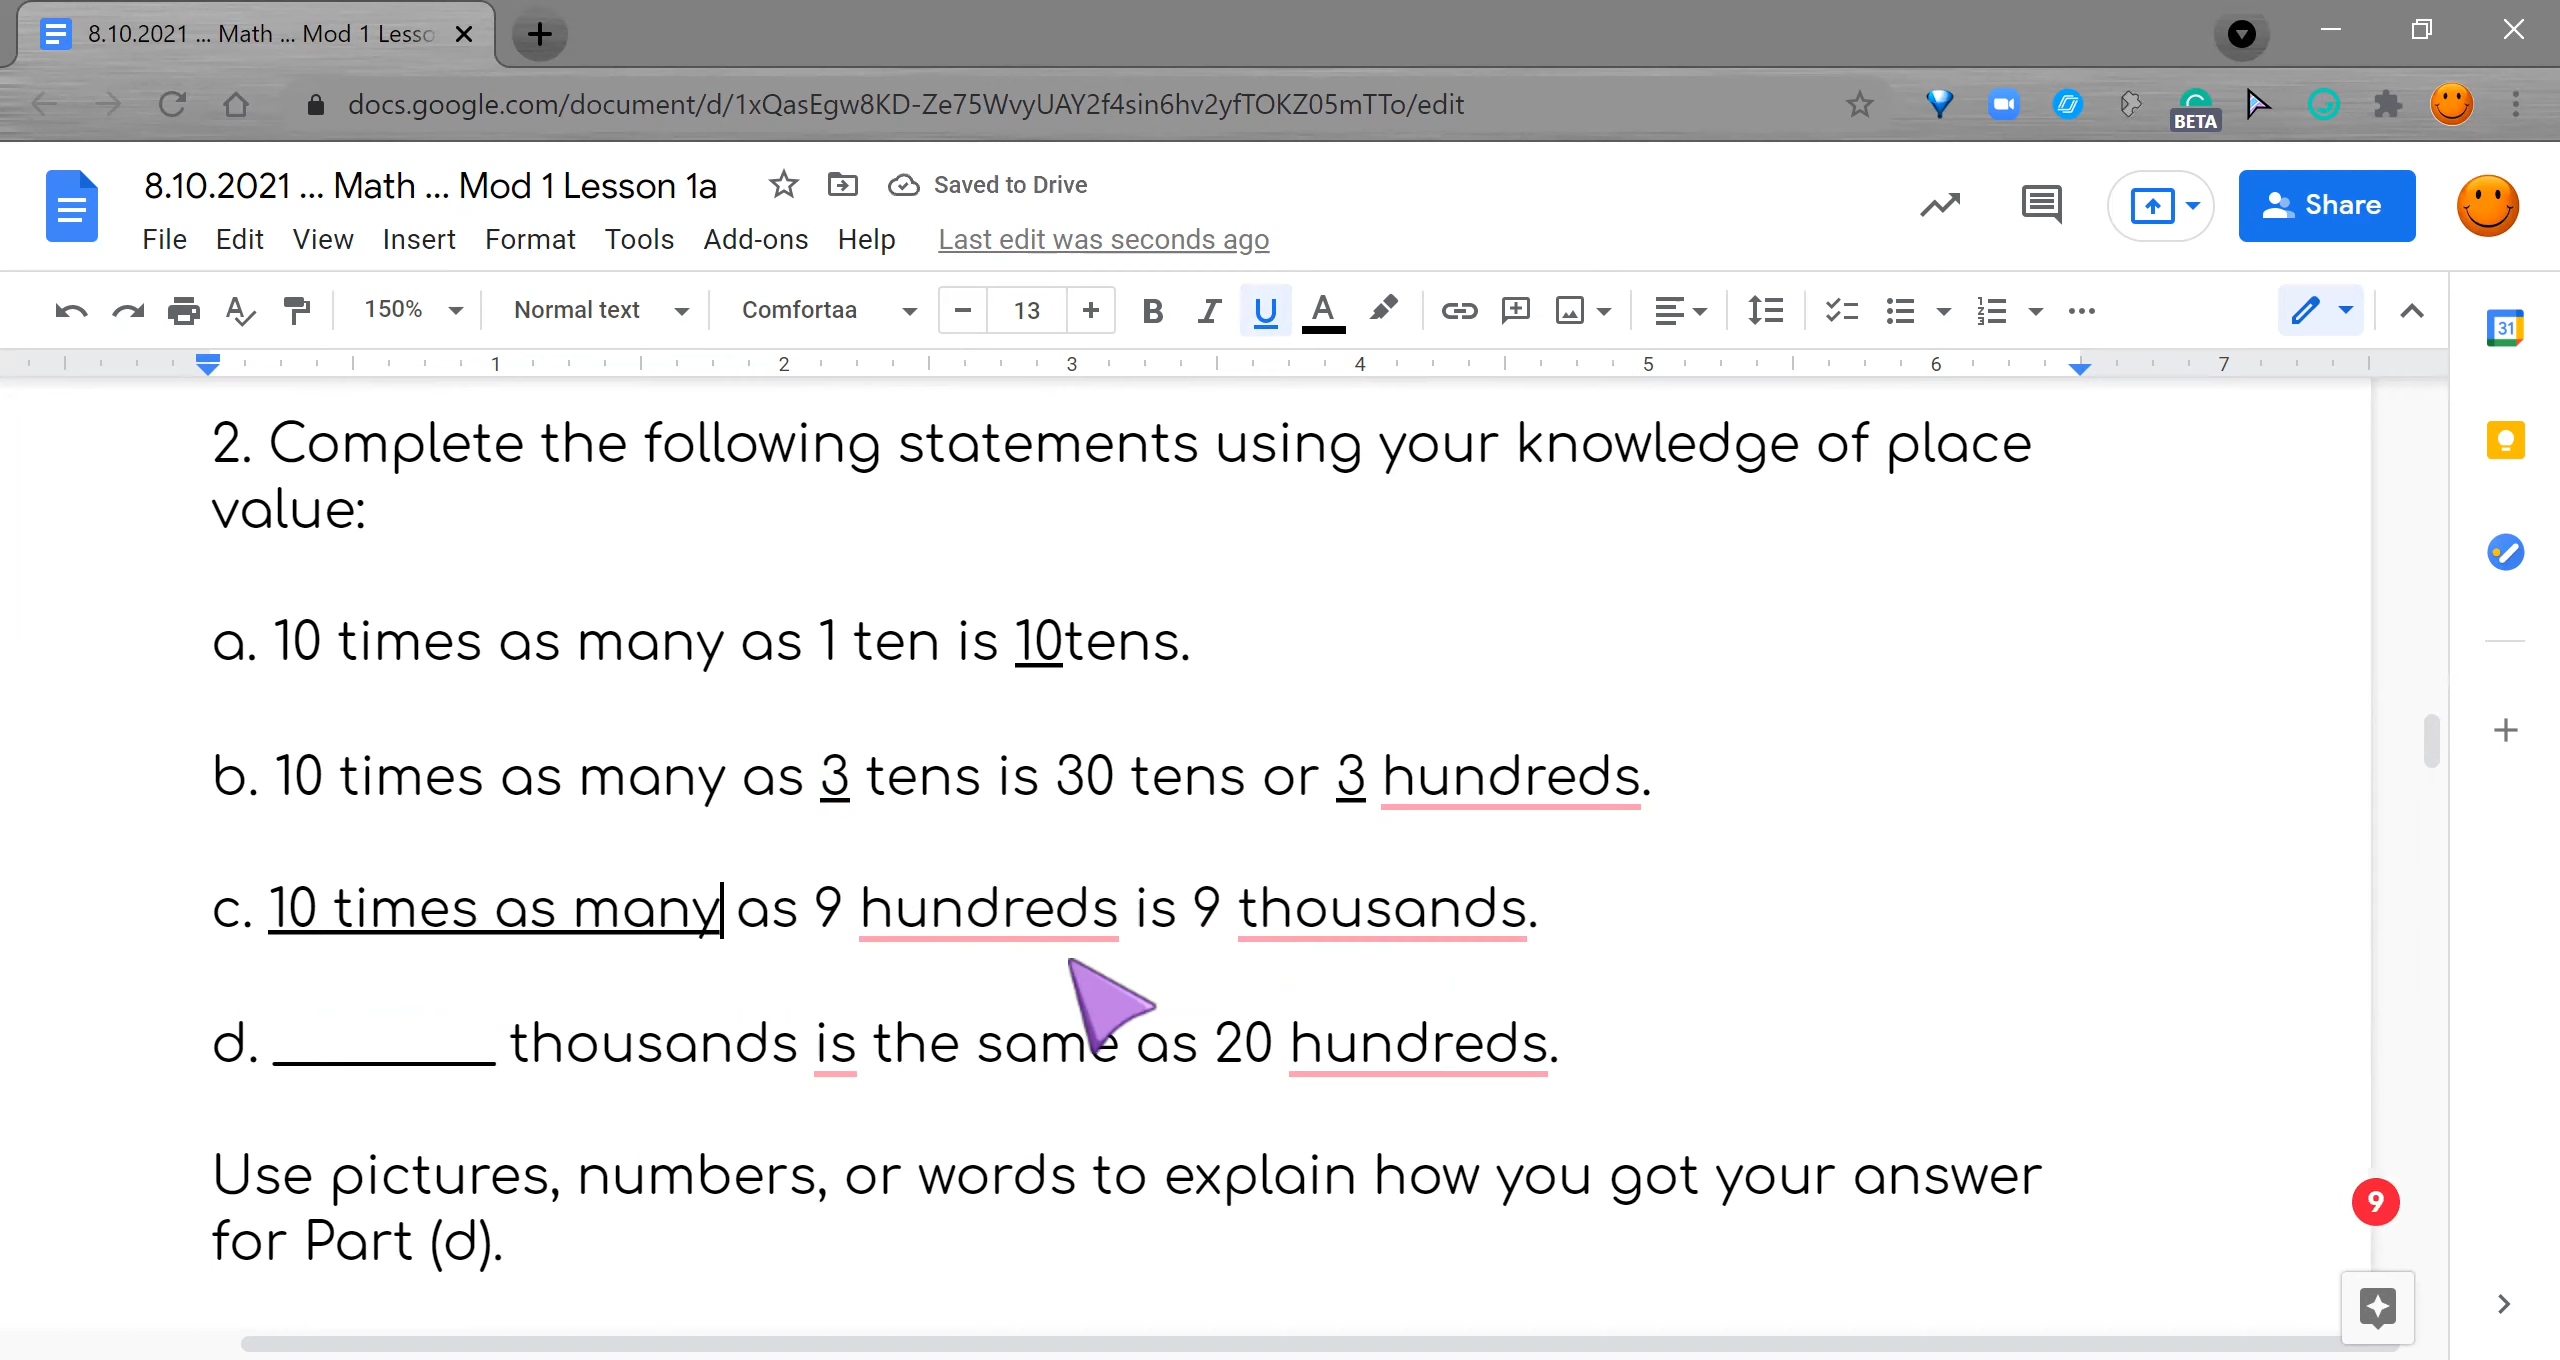 8.10.2021 ... Math ... Mod 1 Lesso
docs.google.com/document/d/1xQasEgw8KD-Ze75WvyUAY2f4sin6hv2yfTOKZ05mTTo/edit
BETA
8.10.2021 ... Math ... Mod 1 Lesson 1a Saved to Drive
Share
File Edit View Insert Format Tools Add-ons Help Last edit was seconds ago
150% Normal text Comfortaa 13 B I U A
31
1 2 3 4 5 6 7
2. Complete the following statements using your knowledge of place
value:
a. 10 times as many as 1 ten is 10tens.
b. 10 times as many as 3 tens is 30 tens or 3 hundreds.
c. 10 times as many as 9 hundreds is 9 thousands.
d. ________ thousands is the same as 20 hundreds.
Use pictures, numbers, or words to explain how you got your answer
for Part (d).
9